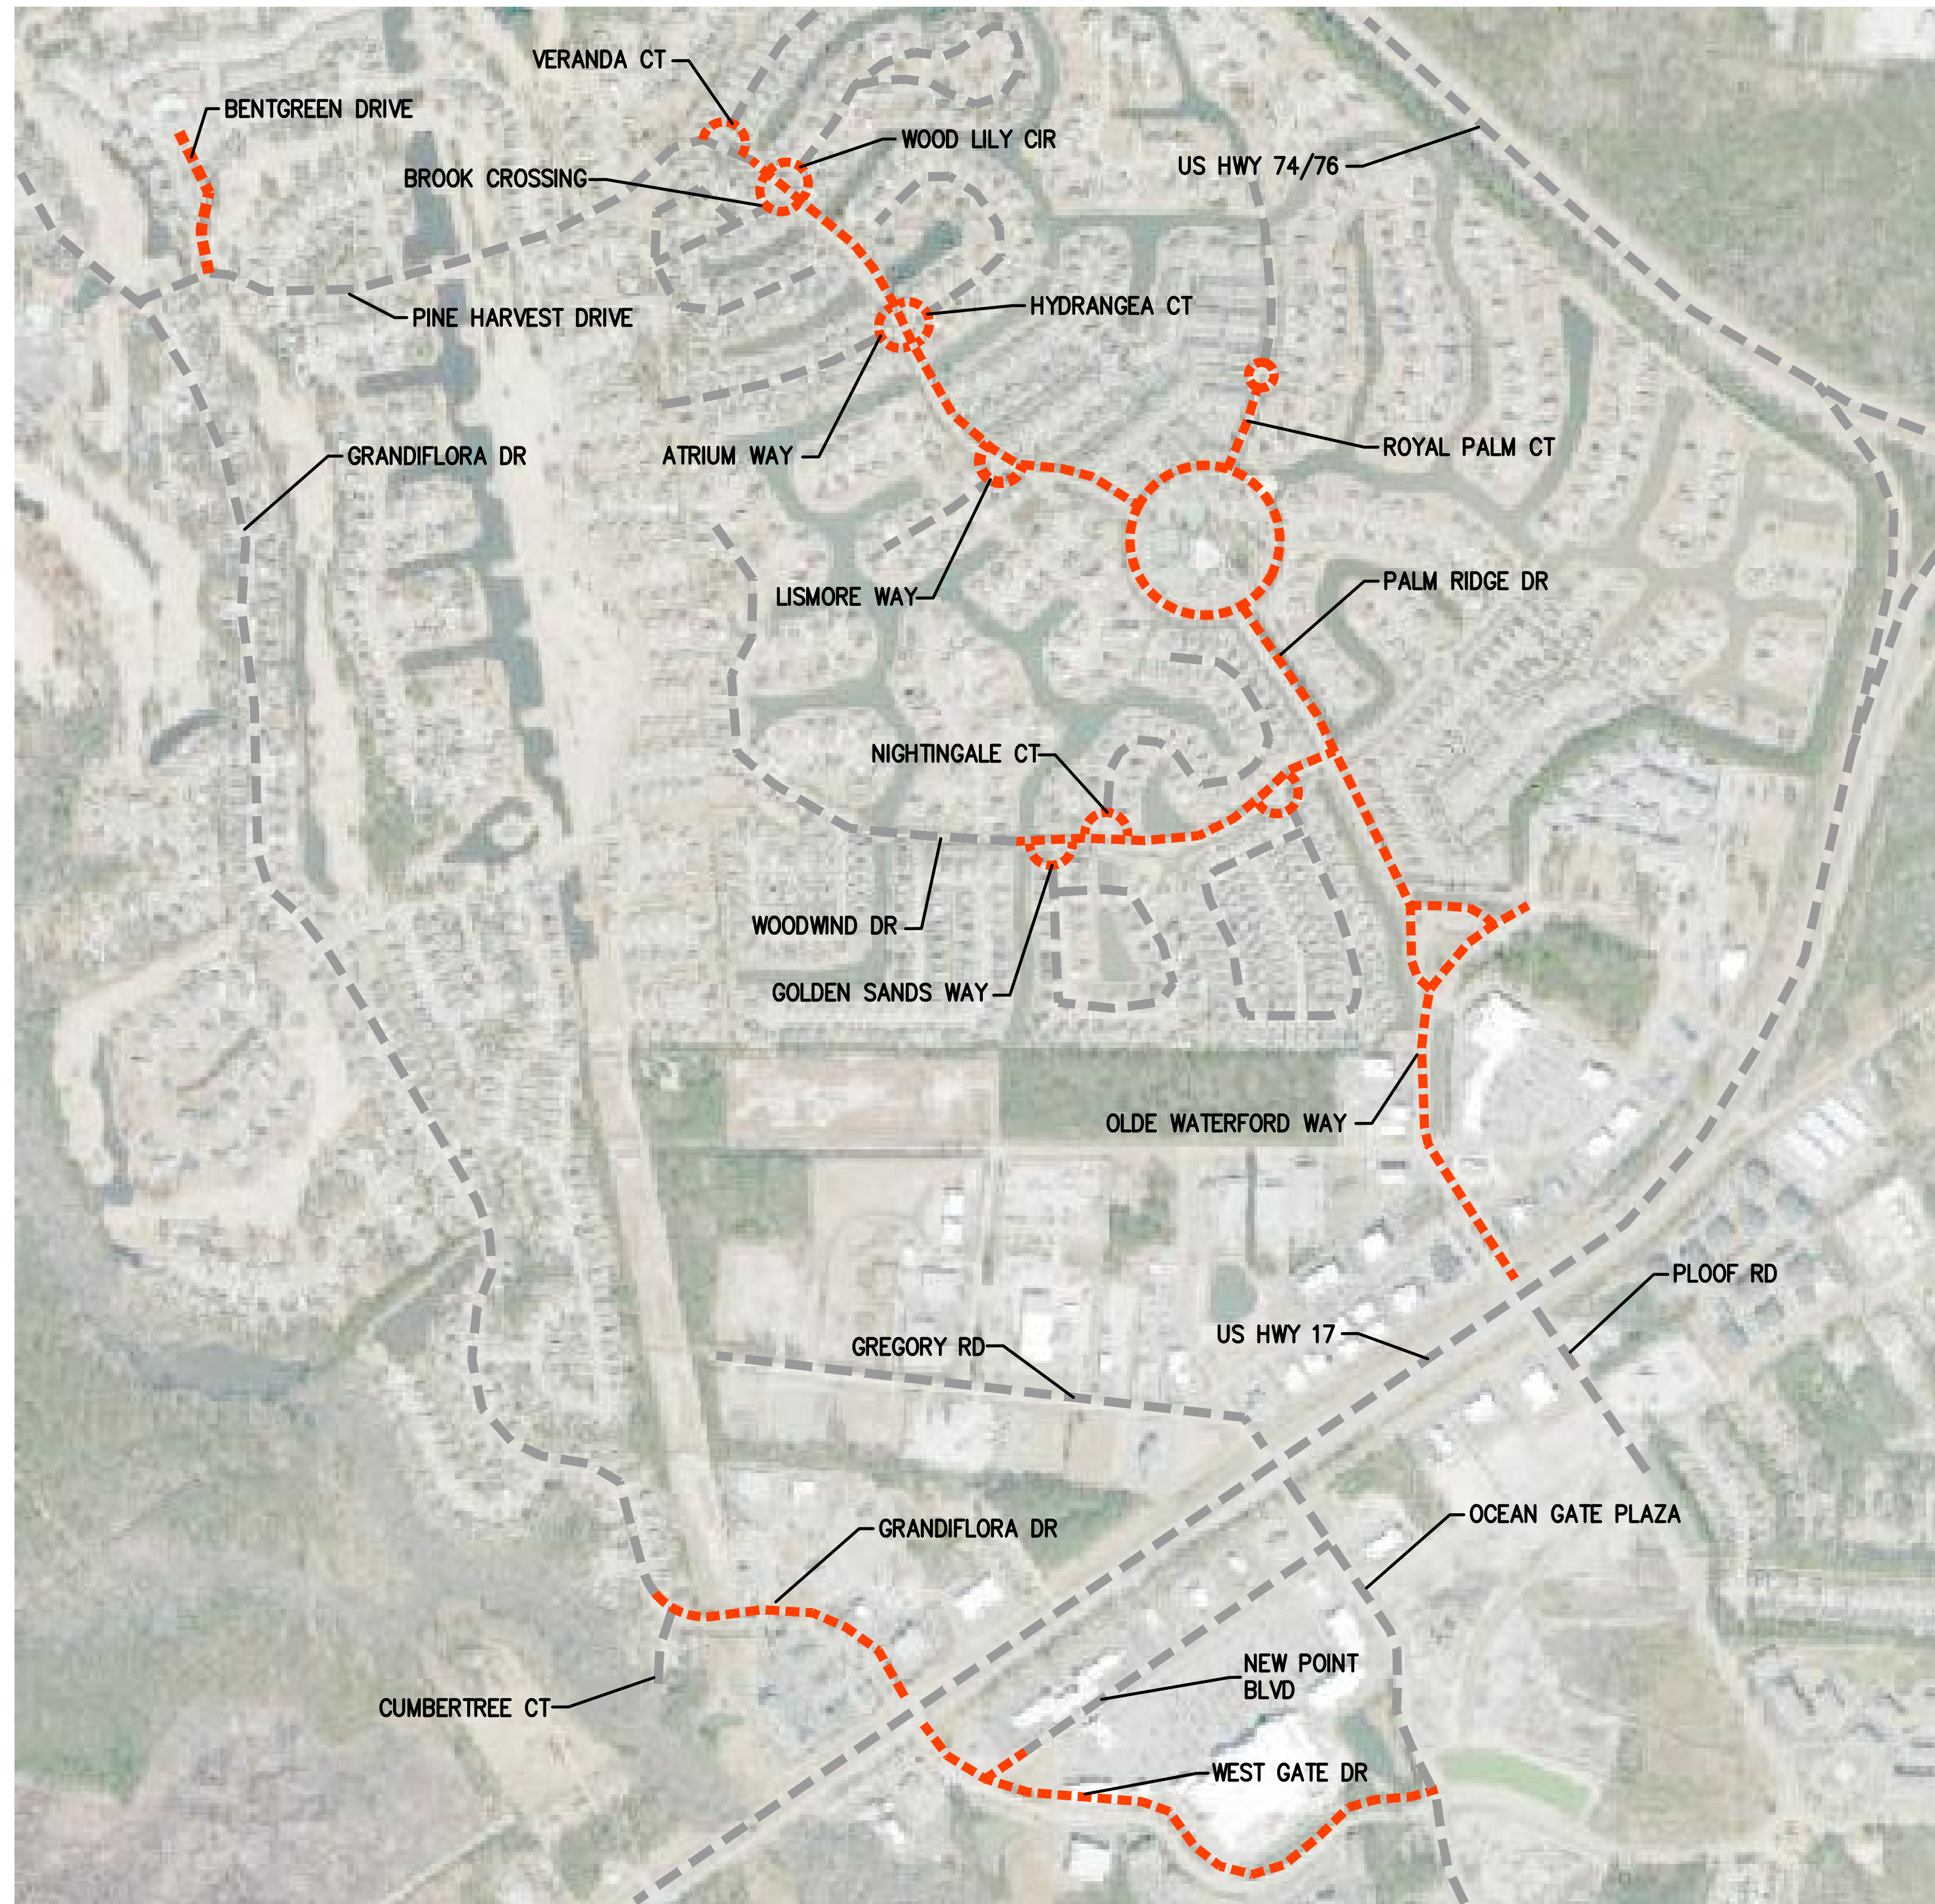 VERANDA CT
BENTGREEN DRIVE
WOOD LILY CIR
US HWY 74/76
BROOK CROSSING
HYDRANGEA CT
PINE HARVEST DRIVE
ROYAL PALM CT
GRANDIFLORA DR
ATRIUM WAY
PALM RIDGE DR
LISMORE WAY
NIGHTINGALE CT
WOODWIND DR
GOLDEN SANDS WAY
OLDE WATERFORD WAY
PLOOF RD
US HWY 17
GREGORY RD
OCEAN GATE PLAZA
GRANDIFLORA DR
NEW POINT
BLVD
CUMBERTREE CT
WEST GATE DR